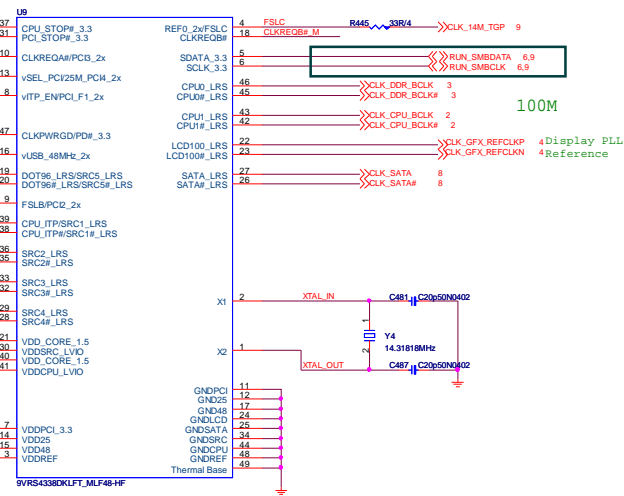 U9
37 CPU_STOP#_3.3 REF0_2x/FSLC 4 FSLC R445 33R/4 CLK_14M_TGP 9
31 PCI_STOP#_3.3 CLKREQB# 18 CLKREQB#_M
10 CLKREQA#/PCI3_2x SDATA_3.3 5 RUN_SMBDATA 6,9
SCLK_3.3 6 RUN_SMBCLK 6,9
13 vSEL_PCI/25M_PCI4_2x
CPU0_LRS 46 CLK_DDR_BCLK 3
8 vITP_EN/PCI_F1_2x CPU0#_LRS 45 CLK_DDR_BCLK# 3
100M
CPU1_LRS 43 CLK_CPU_BCLK 2
CPU1#_LRS 42 CLK_CPU_BCLK# 2
47 CLKPWRGD/PD#_3.3
LCD100_LRS 22 CLK_GFX_REFCLKP 4 Display PLL
16 vUSB_48MHz_2x LCD100#_LRS 23 CLK_GFX_REFCLKN 4 Reference
19 DOT96_LRS/SRC5_LRS SATA_LRS 27 CLK_SATA 8
20 DOT96#_LRS/SRC5#_LRS SATA#_LRS 26 CLK_SATA# 8
9 FSLB/PCI2_2x
39 CPU_ITP/SRC1_LRS
38 CPU_ITP#/SRC1#_LRS
36 SRC2_LRS
35 SRC2#_LRS
33 SRC3_LRS
32 SRC3#_LRS
X1 2 XTAL_IN C481 C20p50N0402
29 SRC4_LRS
28 SRC4#_LRS
1
Y4
21 VDD_CORE_1.5
30 VDDSRC_LVIO 14.31818MHz
2
40 VDD_CORE_1.5 X2 1
41 VDDCPU_LVIO XTAL_OUT C487 C20p50N0402
GNDPCI 11
GND25 12
GND48 17
GNDLCD 24
7 VDDPCI_3.3 GNDSATA 25
14 VDD25 GNDSRC 34
15 VDD48 GNDCPU 44
3 VDDREF GNDREF 48
Thermal Base 49
9VRS4338DKLFT_MLF48-HF